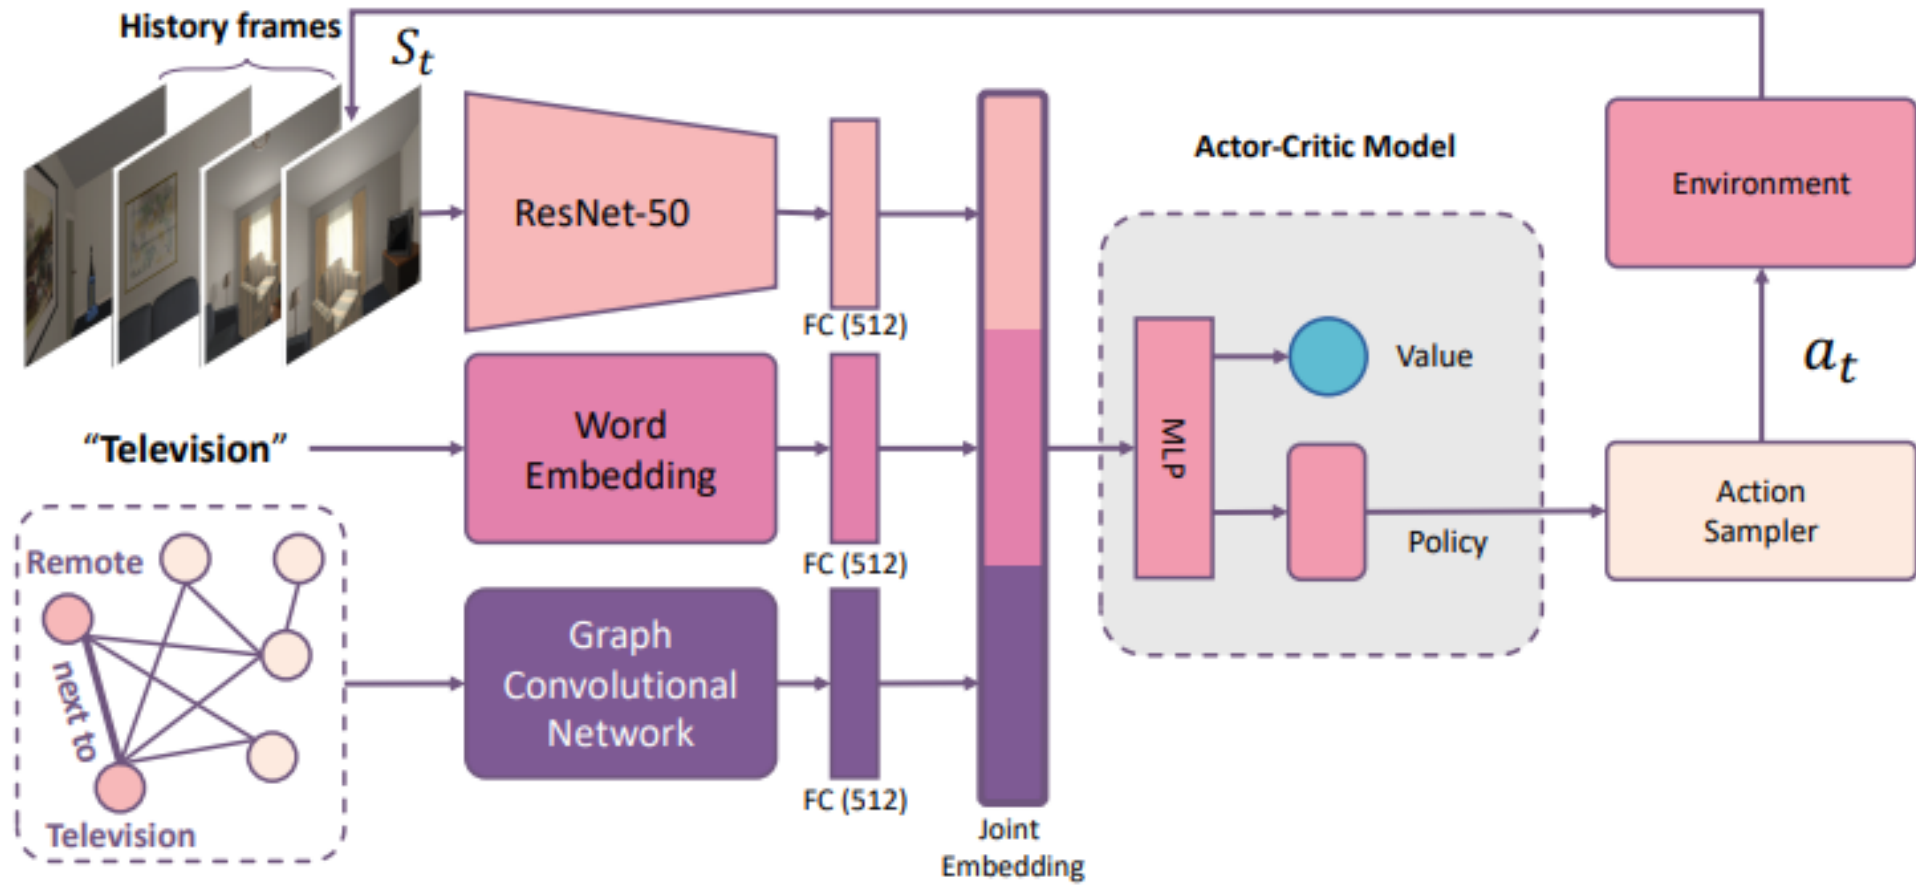 History frames
S_t
ResNet-50
FC (512)
Actor-Critic Model
Environment
"Television"
Word
Embedding
FC (512)
MLP
Value
Policy
a_t
Action
Sampler
Remote
next to
Television
Graph
Convolutional
Network
FC (512)
Joint
Embedding